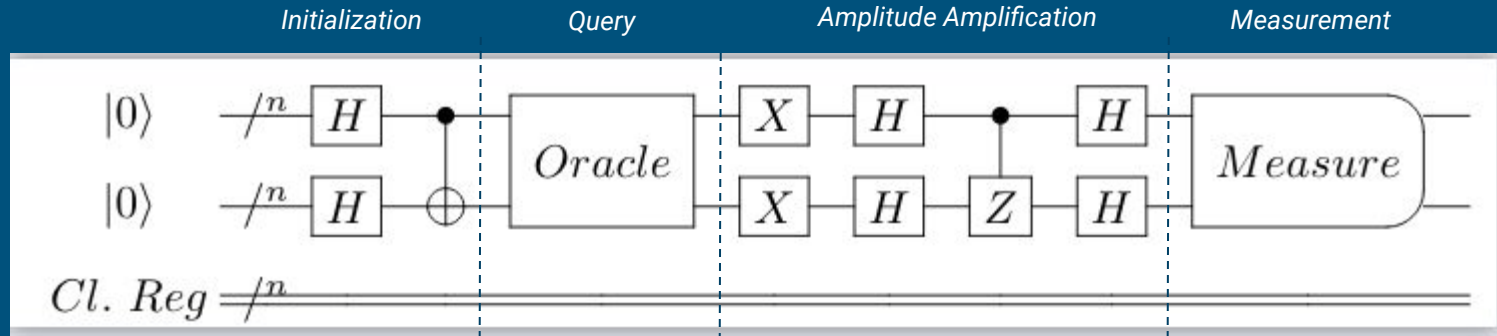 Initialization Query Amplitude Amplification Measurement
|0⟩ n H X H H
Oracle Measure
|0⟩ n H X H Z H
Cl. Reg n